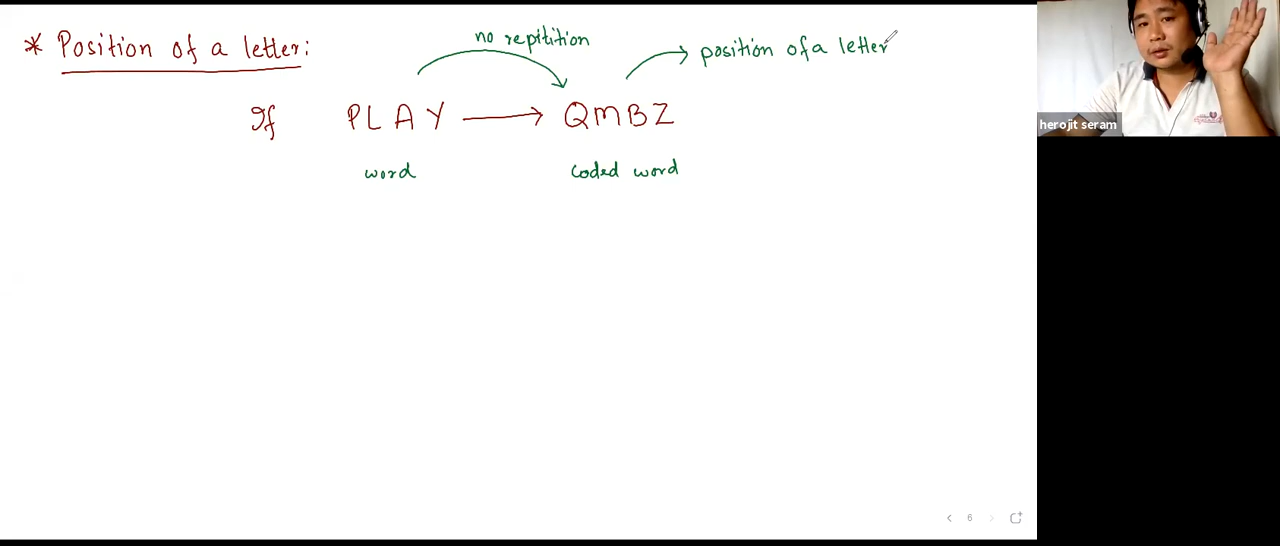 * Position of a letter:
no repitition
position of a letter
If PLAY → QMBZ
word coded word
herojit seram
6